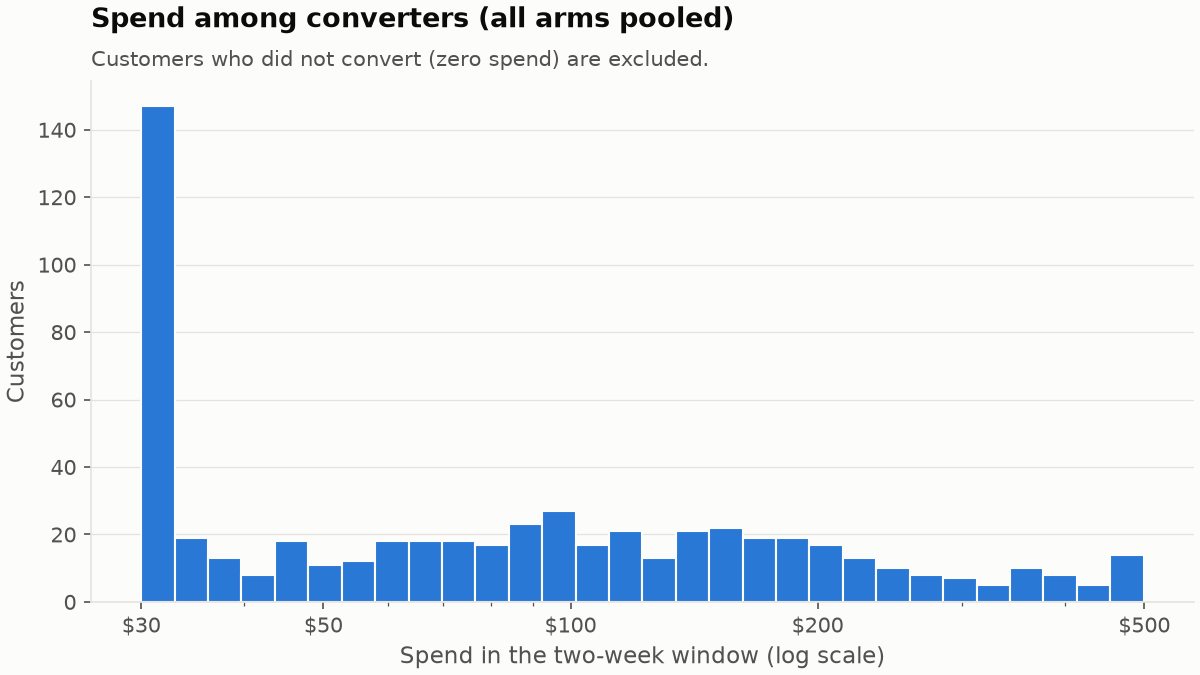 Spend among converters (all arms pooled)
Customers who did not convert (zero spend) are excluded.
Customers
140
120
100
80
60
40
20
0
$30 $50 $100 $200 $500
Spend in the two-week window (log scale)